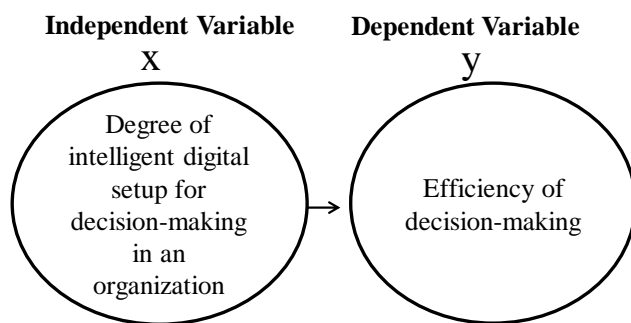 Independent Variable
x
Degree of
intelligent digital
setup for
decision-making
in an
organization
Dependent Variable
y
Efficiency of
decision-making